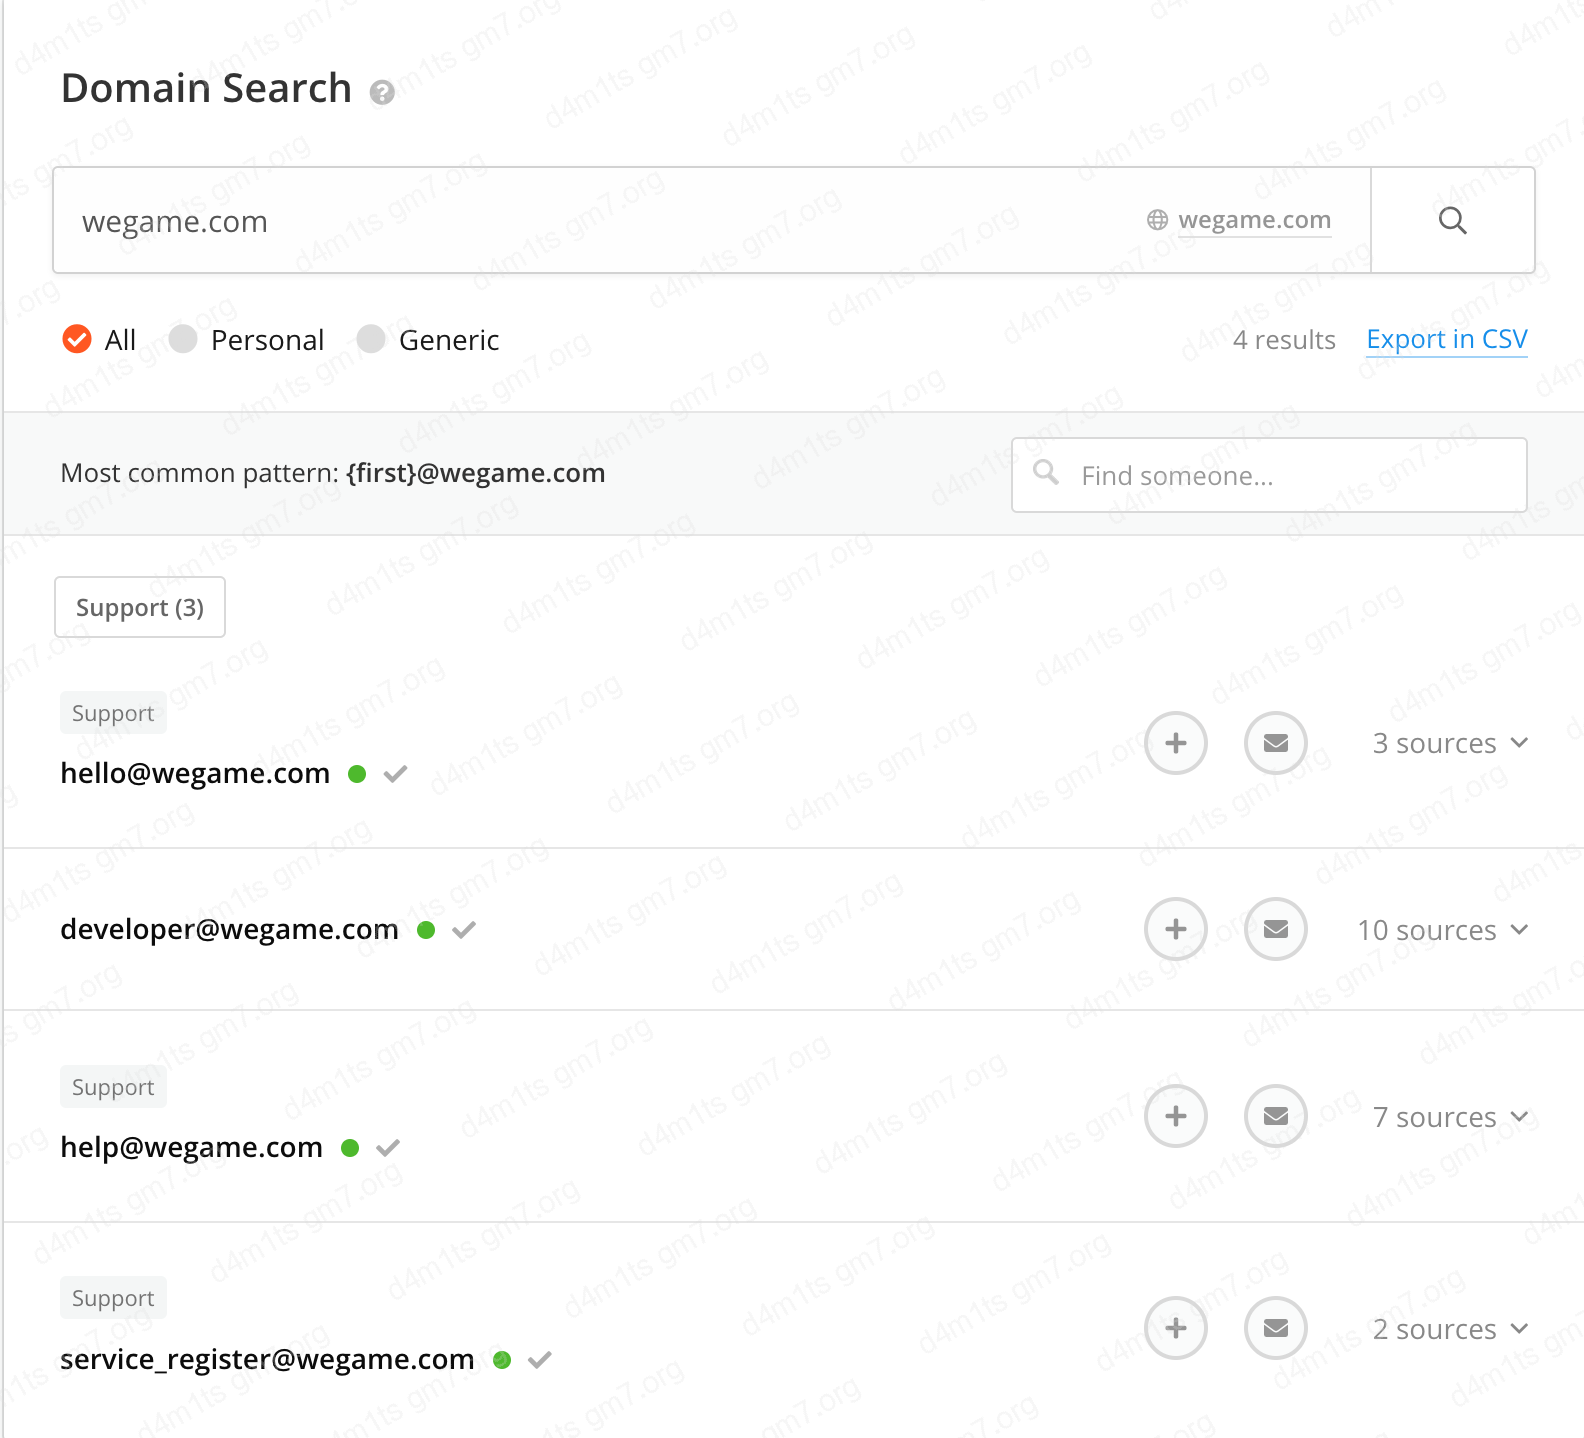 Domain Search ?
wegame.com
wegame.com
All Personal Generic
4 results Export in CSV
Most common pattern: {first}@wegame.com
Find someone...
Support (3)
Support
hello@wegame.com
3 sources
developer@wegame.com
10 sources
Support
help@wegame.com
7 sources
Support
service_register@wegame.com
2 sources
d4m1ts gm7.org